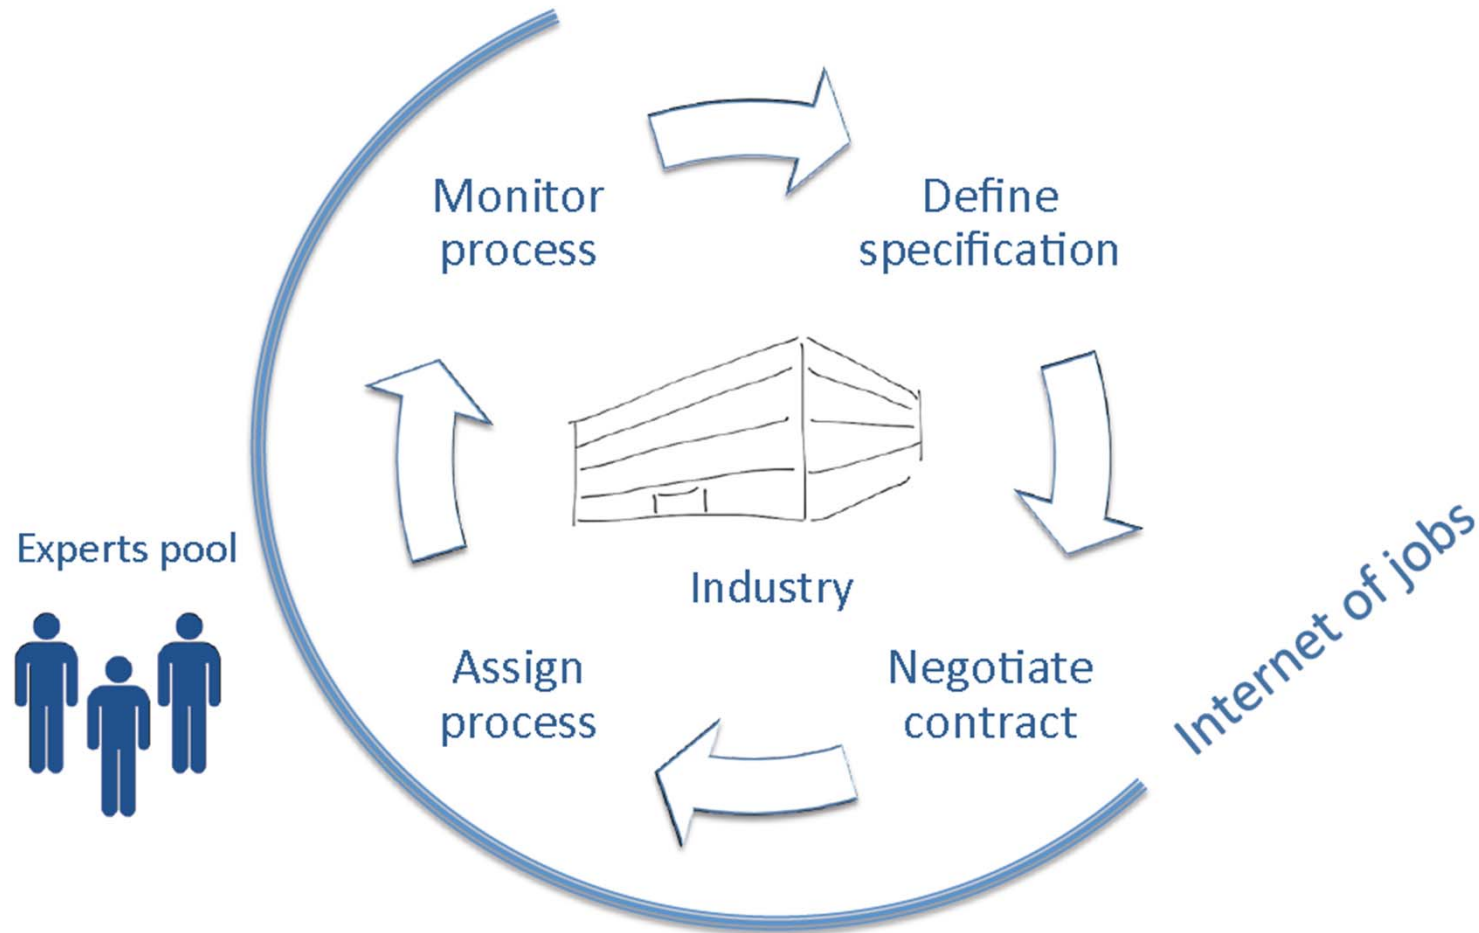 Monitor
process
Define
specification
Experts pool
Industry
Assign
process
Negotiate
contract
Internet of jobs